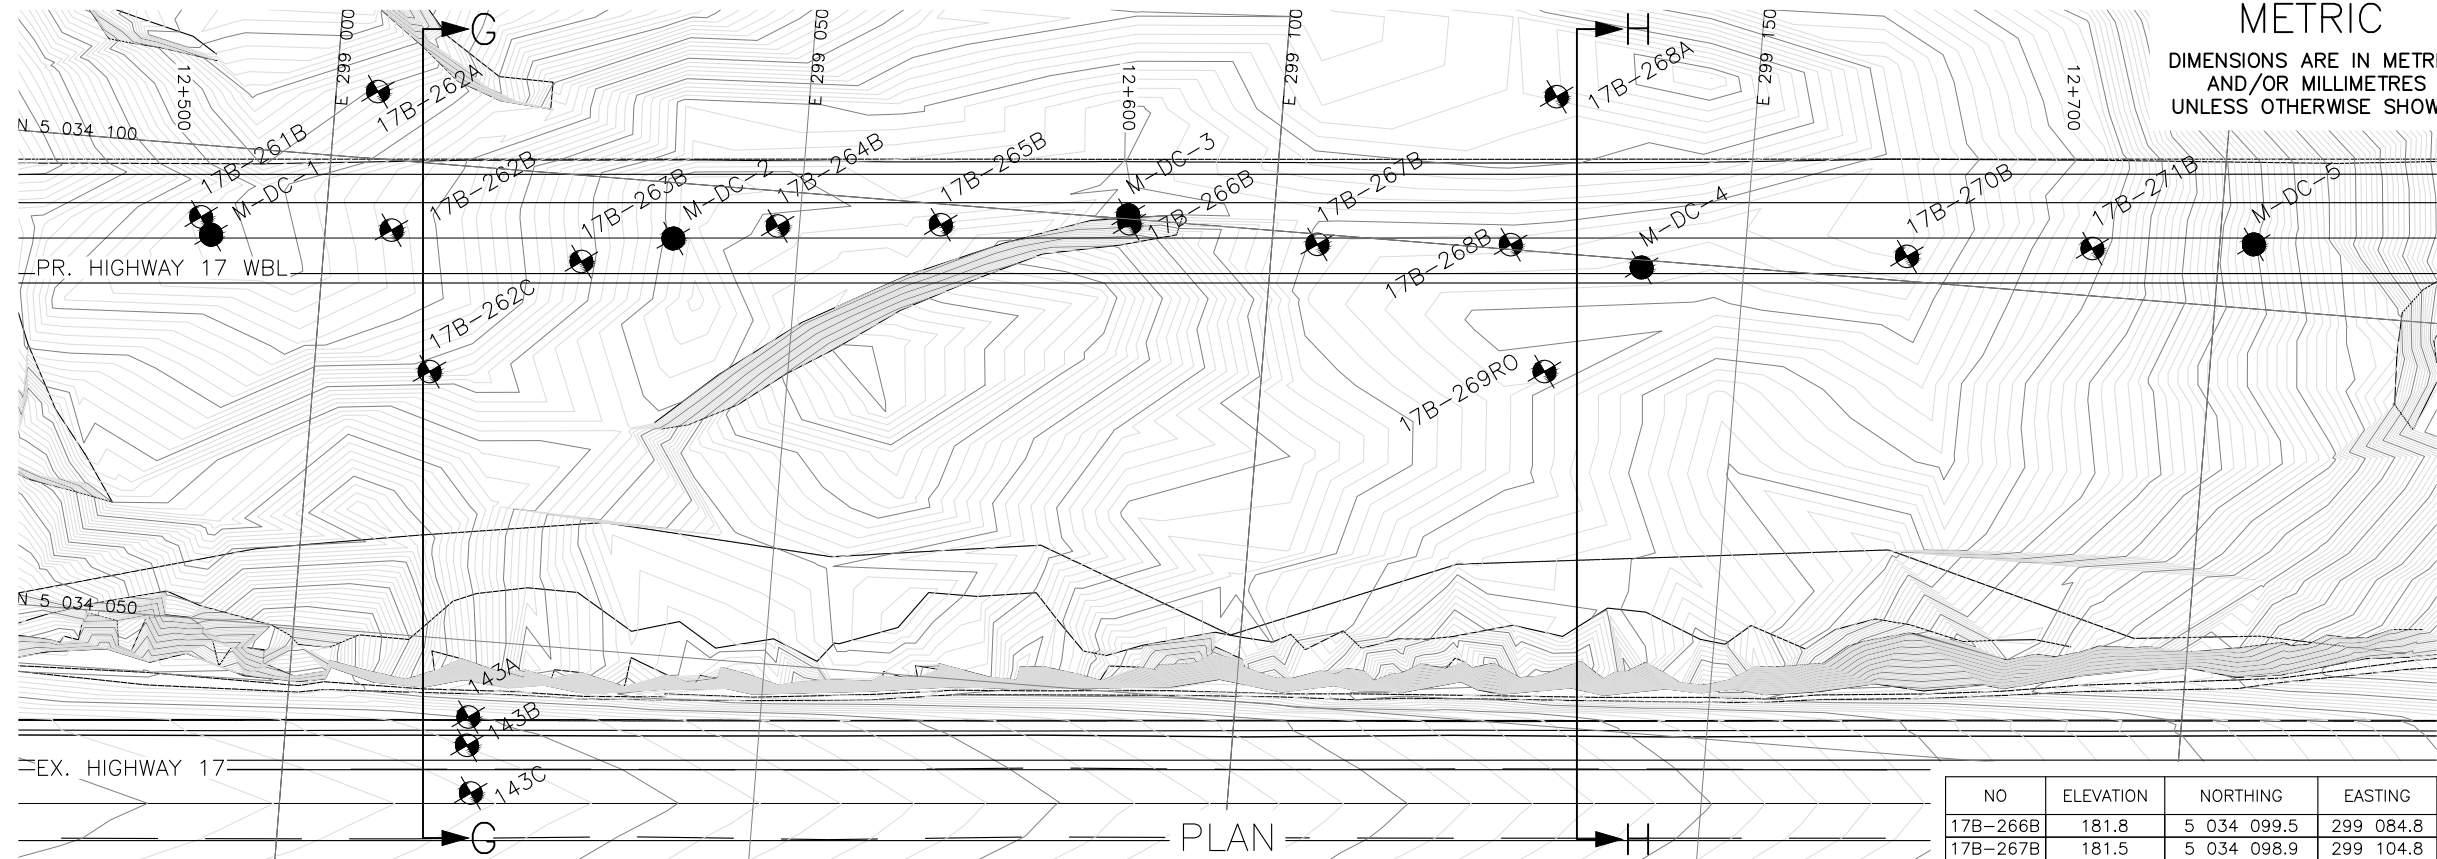 METRIC
DIMENSIONS ARE IN METR
AND/OR MILLIMETRES
UNLESS OTHERWISE SHOW
G
H
E 299 000
E 299 050
E 299 100
E 299 150
12+500
12+600
12+700
17B-262A
17B-268A
N 5 034 100
17B-261B
M-DC-1
17B-262B
17B-263B
M-DC-2
17B-264B
17B-265B
M-DC-3
17B-266B
17B-267B
17B-268B
M-DC-4
17B-270B
17B-271B
M-DC-5
PR. HIGHWAY 17 WBL
17B-262C
17B-269RO
N 5 034 050
143A
143B
143C
EX. HIGHWAY 17
G
PLAN
H
NO ELEVATION NORTHING EASTING
17B-266B 181.8 5 034 099.5 299 084.8
17B-267B 181.5 5 034 098.9 299 104.8